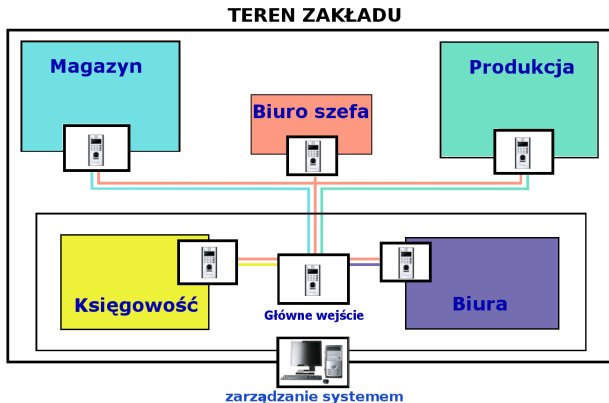 TEREN ZAKŁADU
Magazyn
Biuro szefa
Produkcja
Księgowość
Główne wejście
Biura
zarządzanie systemem